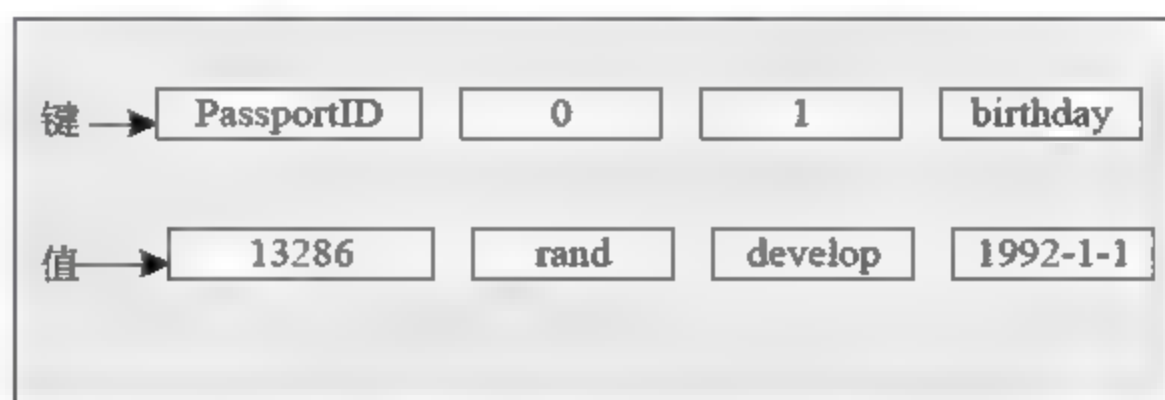 键 PassportID 0 1 birthday
值 13286 rand develop 1992-1-1